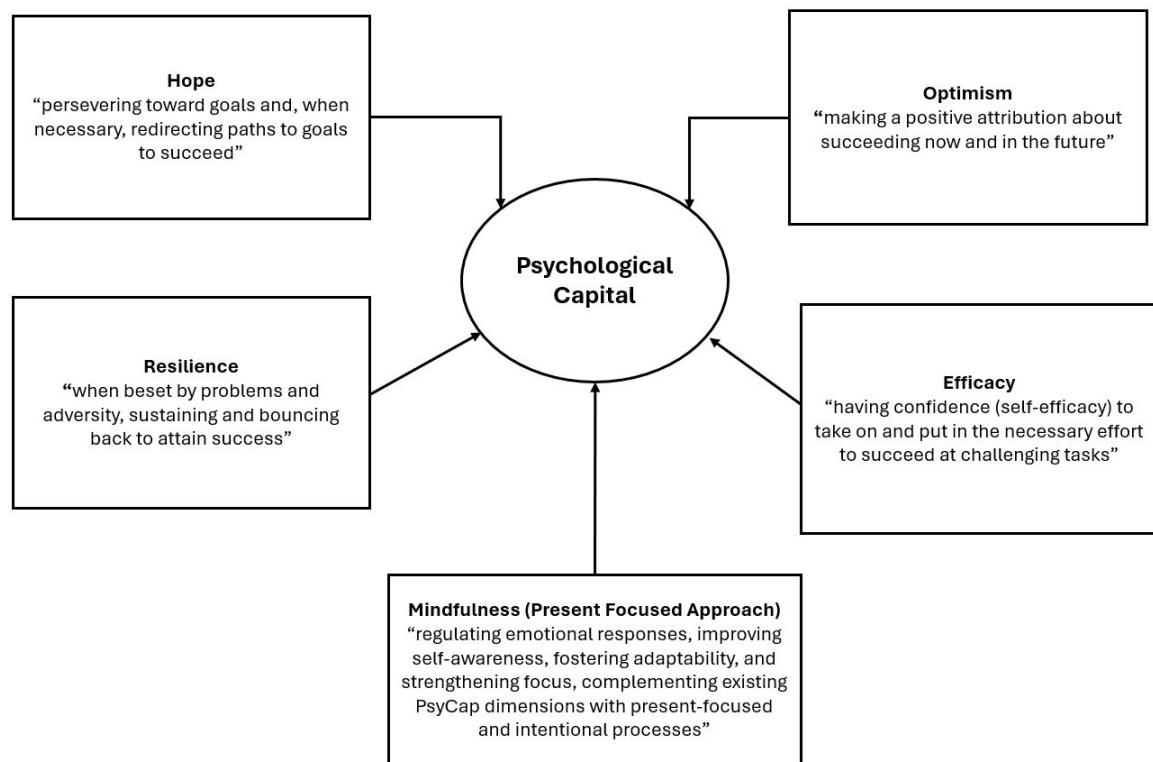 Hope
“persevering toward goals and, when
necessary, redirecting paths to goals
to succeed”
Optimism
“making a positive attribution about
succeeding now and in the future”
Psychological
Capital
Resilience
“when beset by problems and
adversity, sustaining and bouncing
back to attain success”
Efficacy
“having confidence (self-efficacy) to
take on and put in the necessary effort
to succeed at challenging tasks”
Mindfulness (Present Focused Approach)
“regulating emotional responses, improving
self-awareness, fostering adaptability, and
strengthening focus, complementing existing
PsyCap dimensions with present-focused
and intentional processes”